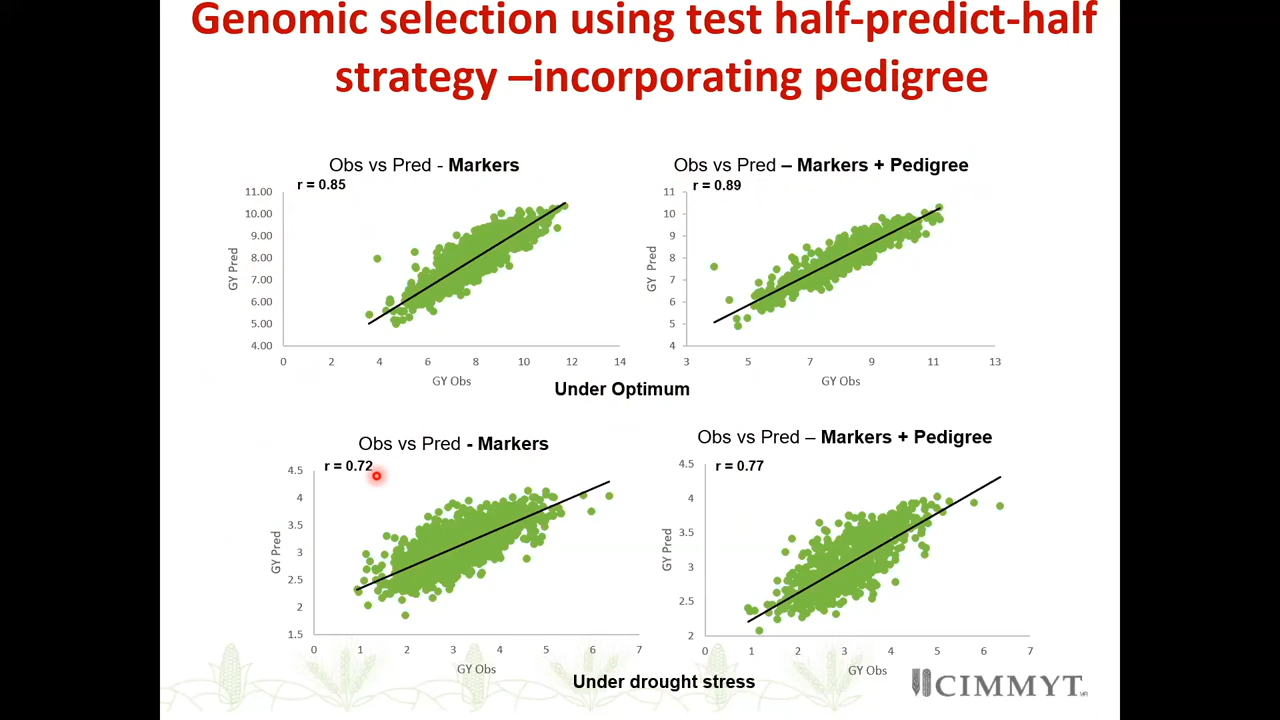 Genomic selection using test half-predict-half
strategy –incorporating pedigree
Obs vs Pred - Markers
r = 0.85
11.00
10.00
9.00
8.00
7.00
6.00
5.00
4.00
GY Pred
0 2 4 6 8 10 12 14
GY Obs
Obs vs Pred – Markers + Pedigree
r = 0.89
11
10
9
8
7
6
5
4
GY Pred
3 5 7 9 11 13
GY Obs
Under Optimum
Obs vs Pred - Markers
r = 0.72
4.5
4
3.5
3
2.5
2
1.5
GY Pred
0 1 2 3 4 5 6 7
GY Obs
Obs vs Pred – Markers + Pedigree
r = 0.77
4.5
4
3.5
3
2.5
2
GY Pred
0 1 2 3 4 5 6 7
GY Obs
Under drought stress
CIMMYT